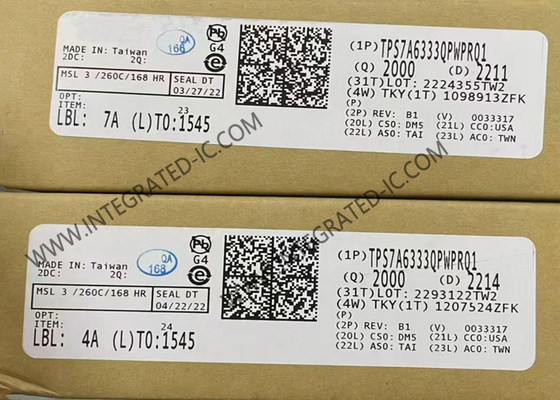 MADE IN: Taiwan
2DC: 2Q:
QA
166
Pb
G4
e
MSL 3 /260C/168 HR
SEAL DT
03/27/22
OPT:
ITEM:
23
LBL: 7A (L)T0:1545
(1P) TPS7A6333QPWPRQ1
(Q) 2000 (D) 2211
(31T)LOT: 2224355TW2
(4W) TKY(1T) 1098913ZFK
(P)
(2P) REV: B1 (V) 0033317
(20L) CSO: DM5 (21L) CCO:USA
(22L) ASO: TAI (23L) ACO: TWN
WWW.INTEGRATED-IC.COM
MADE IN: Taiwan
2DC: 2Q:
QA
168
Pb
G4
e
MSL 3 /260C/168 HR
SEAL DT
04/22/22
OPT:
ITEM:
24
LBL: 4A (L)T0:1545
(1P) TPS7A6333QPWPRQ1
(Q) 2000 (D) 2214
(31T)LOT: 2293122TW2
(4W) TKY(1T) 1207524ZFK
(P)
(2P) REV: B1 (V) 0033317
(20L) CSO: DM5 (21L) CCO:USA
(22L) ASO: TAI (23L) ACO: TWN
WWW.INTEGRATED-IC.COM